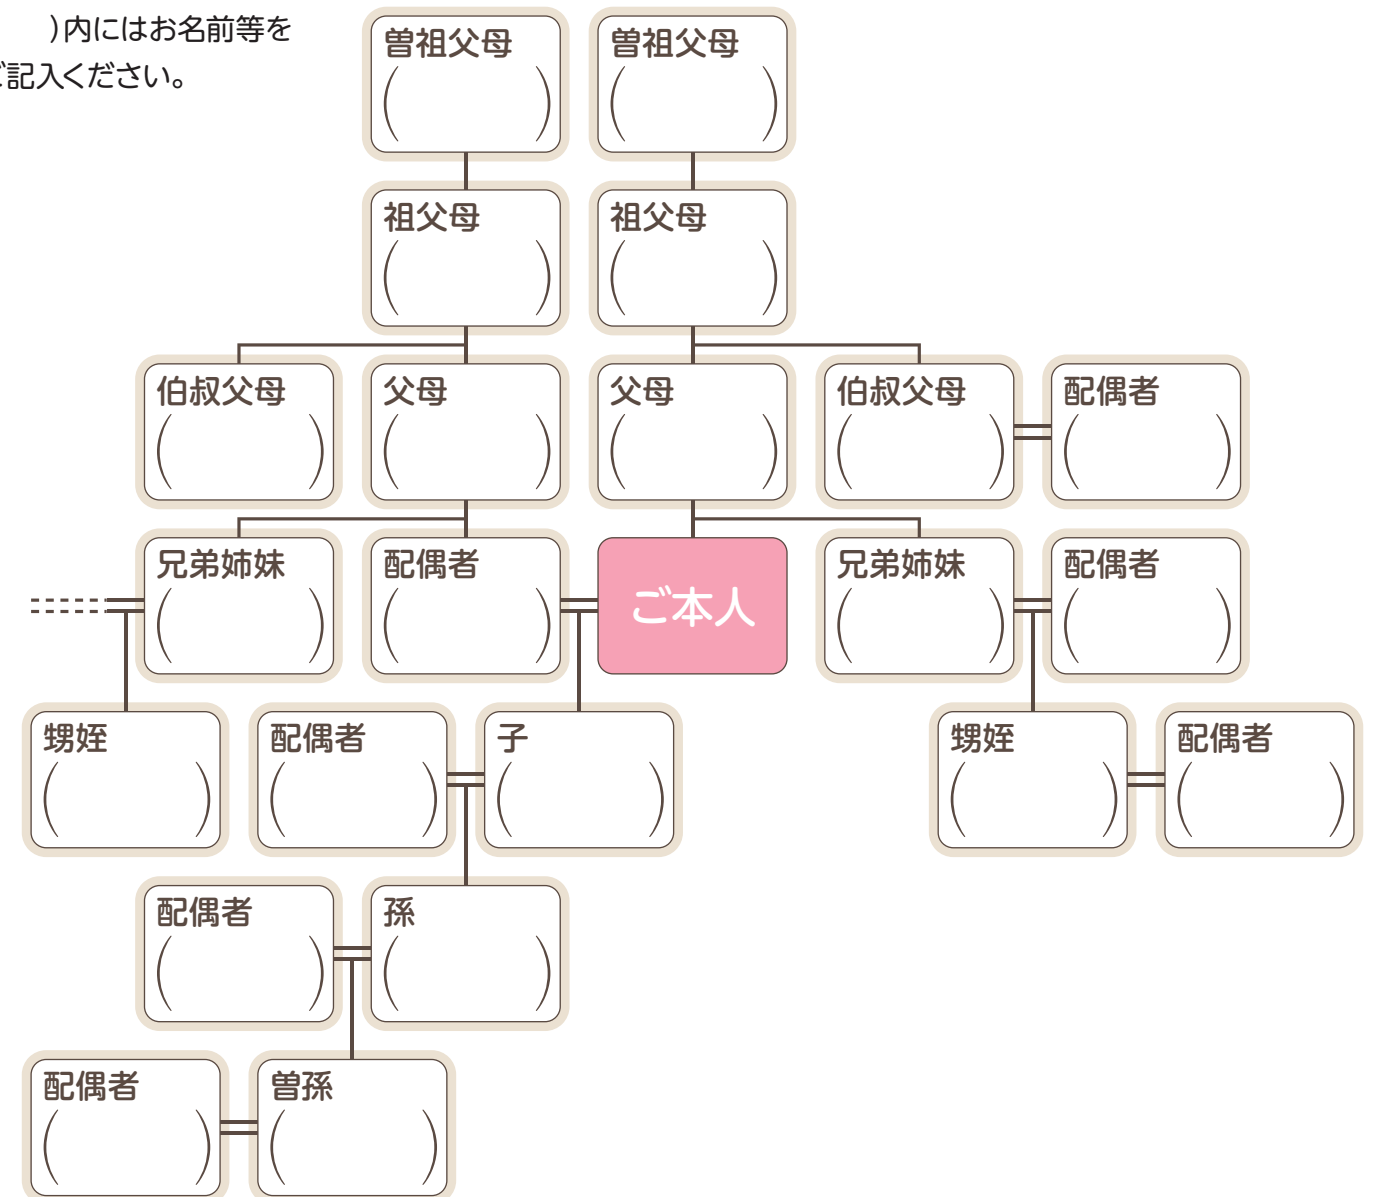 ）内にはお名前等を
ご記入ください。
曽祖父母
曽祖父母
祖父母
祖父母
伯叔父母
父母
父母
伯叔父母
配偶者
兄弟姉妹
配偶者
ご本人
兄弟姉妹
配偶者
甥姪
配偶者
子
甥姪
配偶者
配偶者
孫
配偶者
曽孫